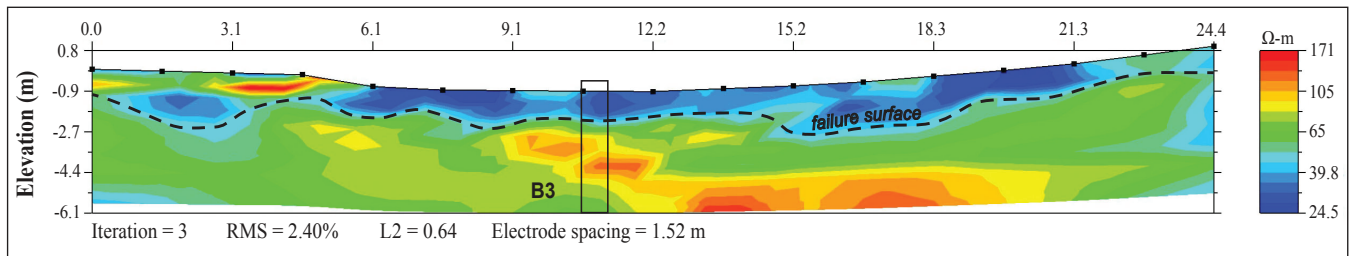 0.0 3.1 6.1 9.1 12.2 15.2 18.3 21.3 24.4
Elevation (m)
0.8
-0.9
-2.7
-4.4
-6.1
failure surface
B3
Ω-m
171
105
65
39.8
24.5
Iteration = 3 RMS = 2.40% L2 = 0.64 Electrode spacing = 1.52 m